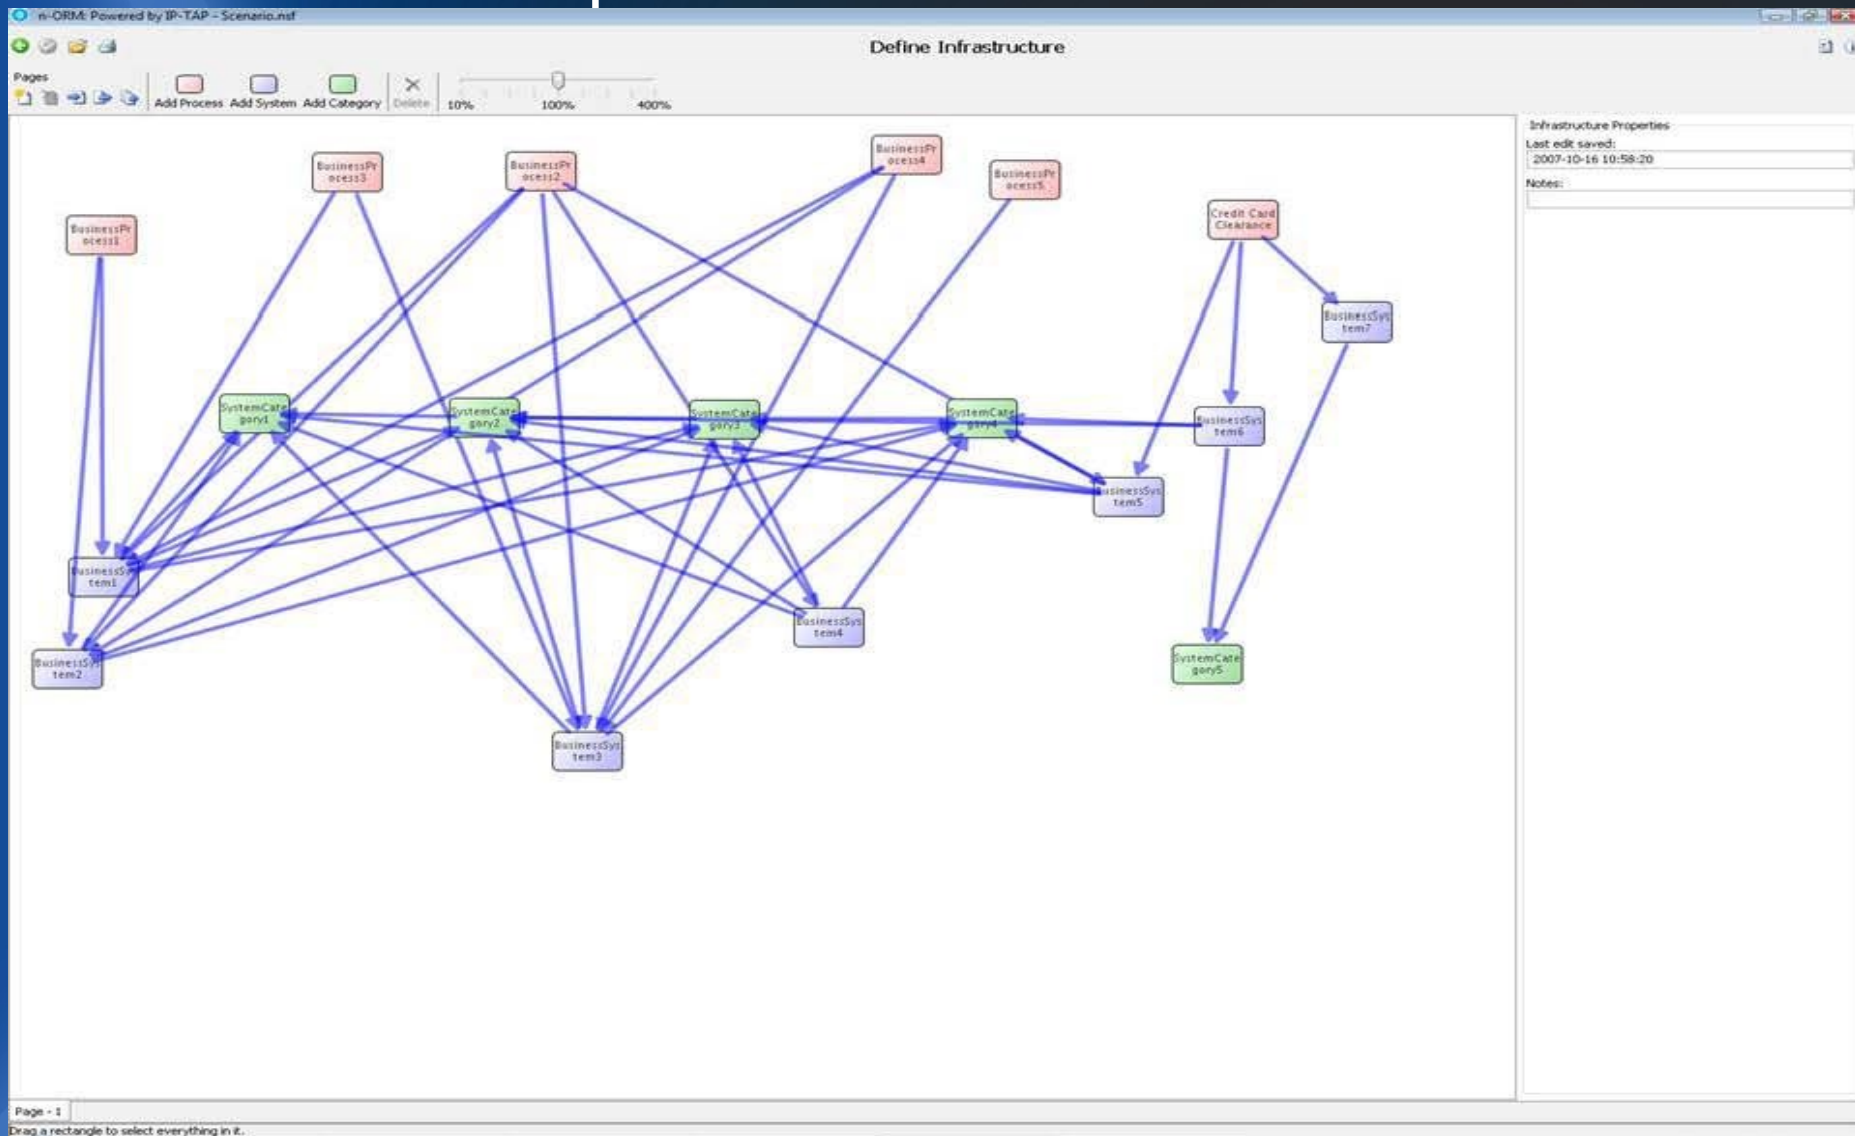 n-ORM: Powered by IP-TAP - Scenario.nsf
Define Infrastructure
Pages
Add Process Add System Add Category Delete 10% 100% 400%
Infrastructure Properties
Last edit saved:
2007-10-16 10:58:20
Notes:
BusinessPr
ocess3
BusinessPr
ocess2
BusinessPr
ocess4
BusinessPr
ocess5
BusinessPr
ocess1
Credit Card
Clearance
BusinessSys
tem7
SystemCate
gory1
SystemCate
gory2
SystemCate
gory3
SystemCate
gory4
BusinessSys
tem6
BusinessSys
tem5
BusinessSys
tem1
BusinessSys
tem4
BusinessSys
tem2
SystemCate
gory5
BusinessSys
tem3
Page - 1
Drag a rectangle to select everything in it.